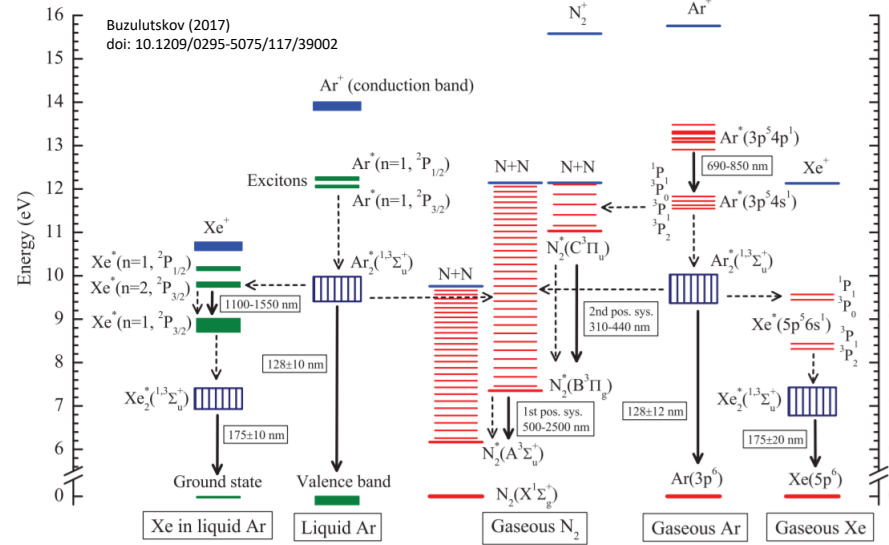 Buzulutskov (2017)
doi: 10.1209/0295-5075/117/39002
Energy (eV)
16
15
14
13
12
11
10
9
8
7
6
0
Xe⁺
Xe*(n=1, ²P₁/₂)
Xe*(n=2, ²P₃/₂)
1100-1550 nm
Xe*(n=1, ²P₃/₂)
Xe₂*(¹,³Σᵤ⁺)
175±10 nm
Ground state
Xe in liquid Ar
Ar⁺ (conduction band)
Excitons
Ar*(n=1, ²P₁/₂)
Ar*(n=1, ²P₃/₂)
Ar₂*(¹,³Σᵤ⁺)
128±10 nm
Valence band
Liquid Ar
N₂⁺
N+N
N+N
N+N
N₂*(C³Πᵤ)
2nd pos. sys.
310-440 nm
N₂*(B³Π_g)
1st pos. sys.
500-2500 nm
N₂*(A³Σᵤ⁺)
N₂(X¹Σ_g⁺)
Gaseous N₂
Ar⁺
Ar*(3p⁵4p¹)
690-850 nm
¹P₁
³P₀
³P₁
³P₂
Ar*(3p⁵4s¹)
Ar₂*(¹,³Σᵤ⁺)
128±12 nm
Ar(3p⁶)
Gaseous Ar
Xe⁺
¹P₁
³P₀
Xe*(5p⁵6s¹)
³P₁
³P₂
Xe₂*(¹,³Σᵤ⁺)
175±20 nm
Xe(5p⁶)
Gaseous Xe